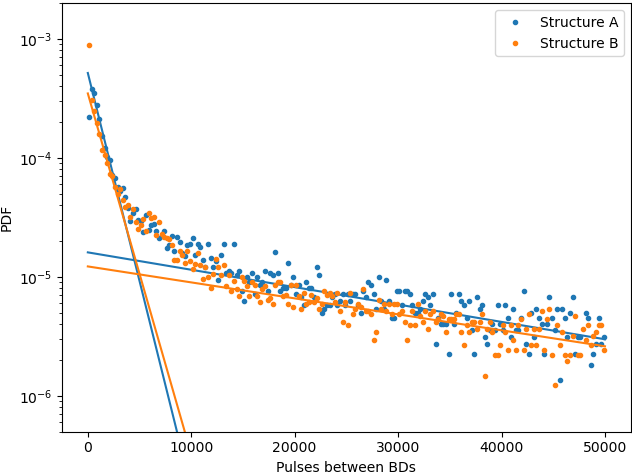 Structure A
Structure B
PDF
10⁻³
10⁻⁴
10⁻⁵
10⁻⁶
0 10000 20000 30000 40000 50000
Pulses between BDs